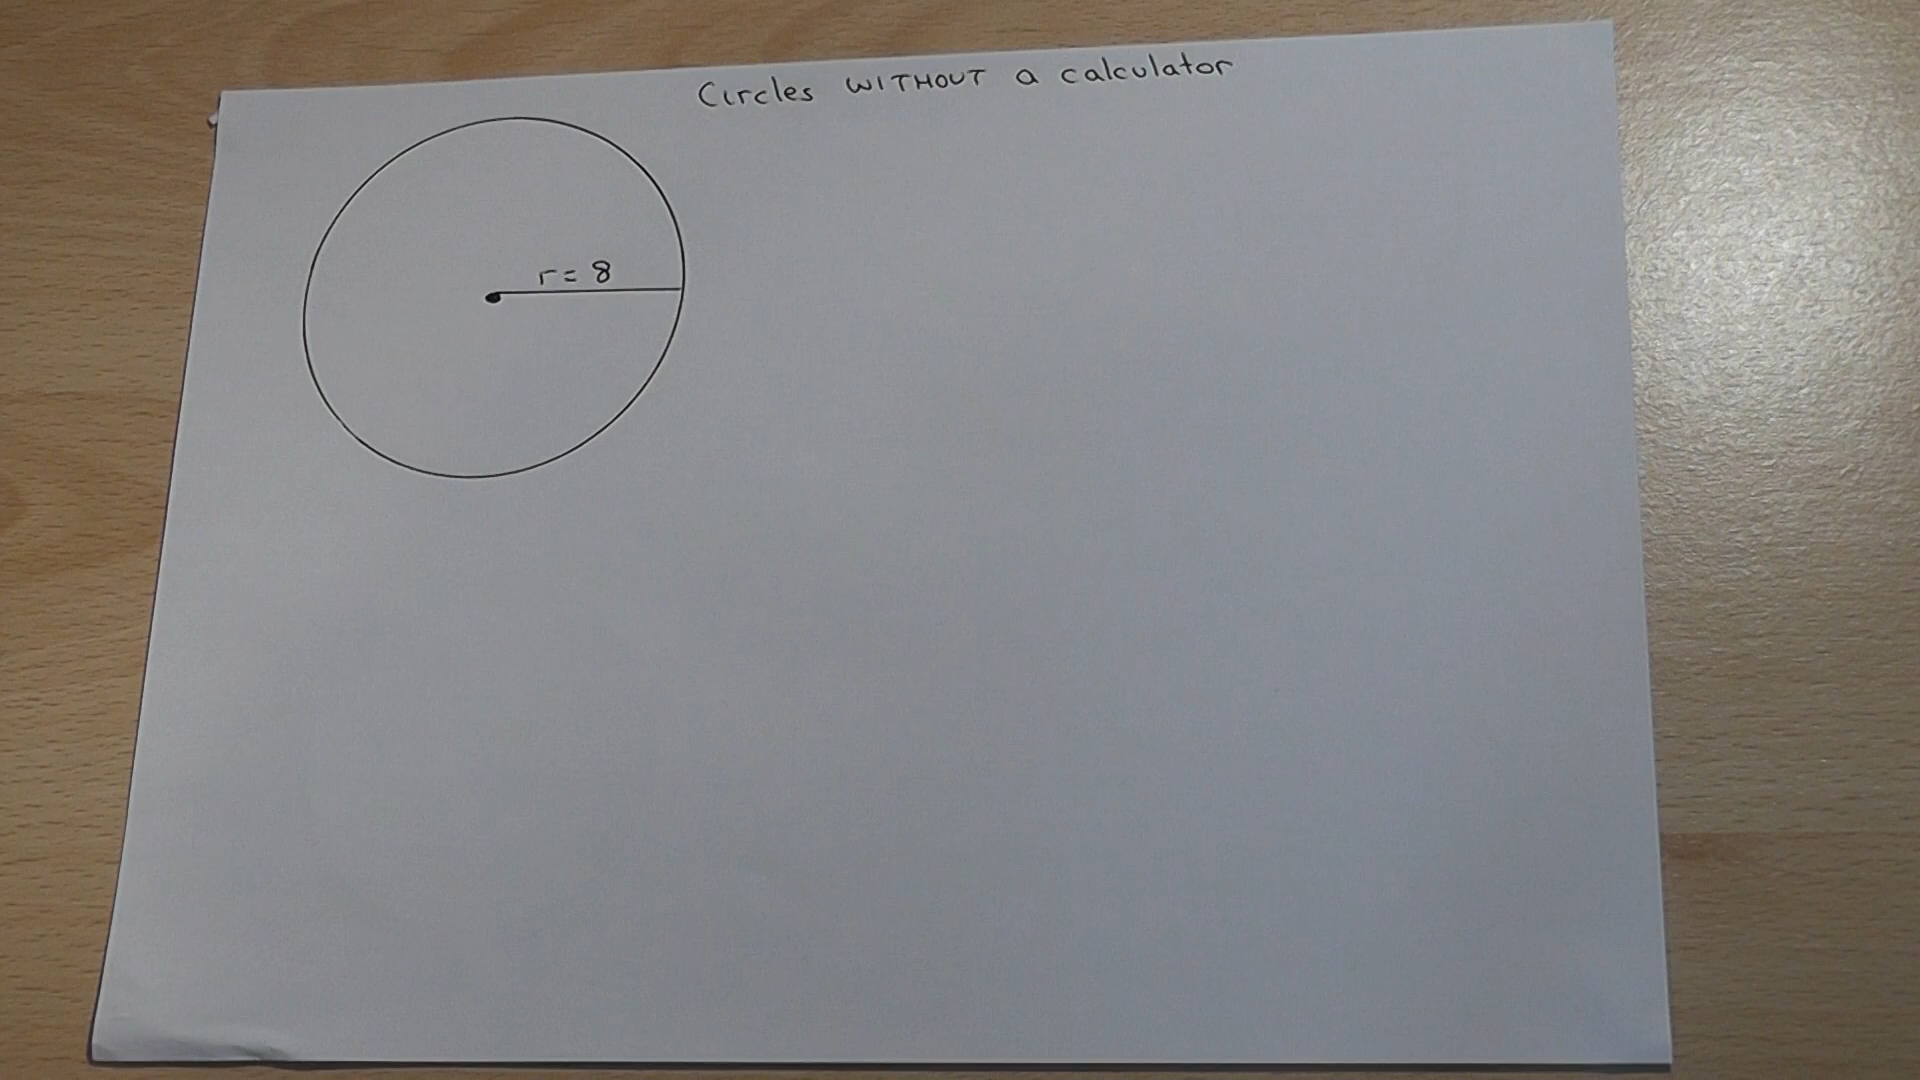 Circles WITHOUT a calculator
r = 8